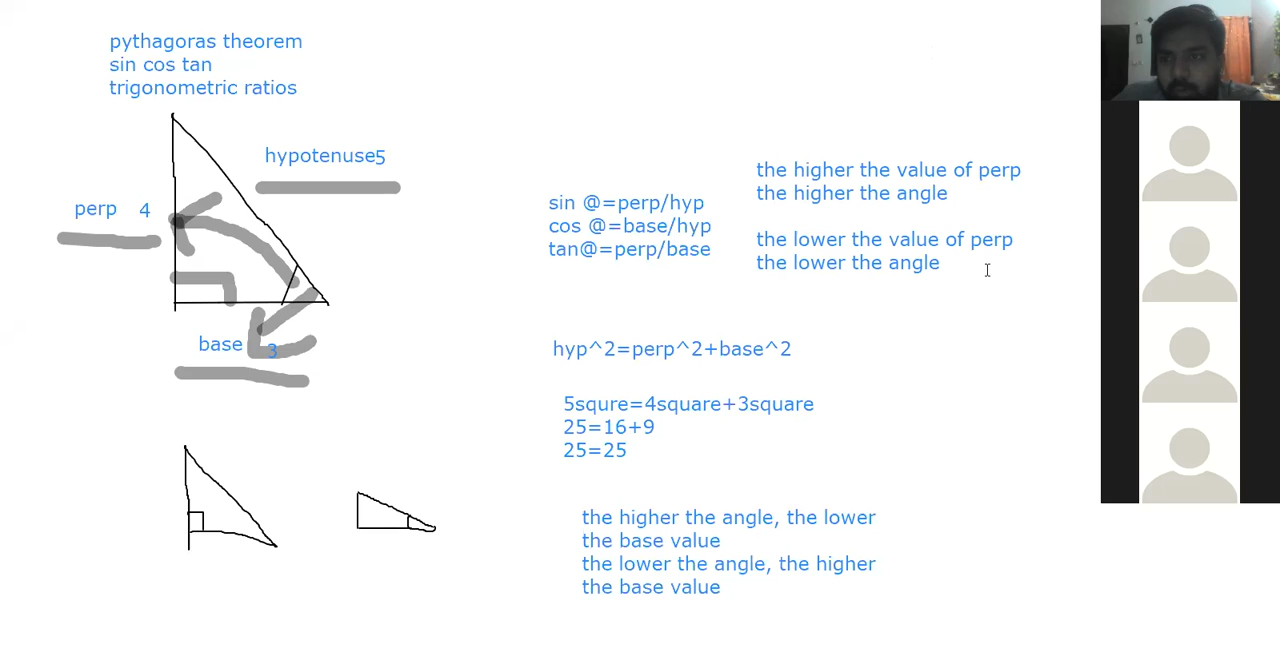 pythagoras theorem
sin cos tan
trigonometric ratios
hypotenuse5
perp 4
base 3
sin @=perp/hyp
cos @=base/hyp
tan@=perp/base
the higher the value of perp
the higher the angle
the lower the value of perp
the lower the angle
hyp^2=perp^2+base^2
5squre=4square+3square
25=16+9
25=25
the higher the angle, the lower
the base value
the lower the angle, the higher
the base value